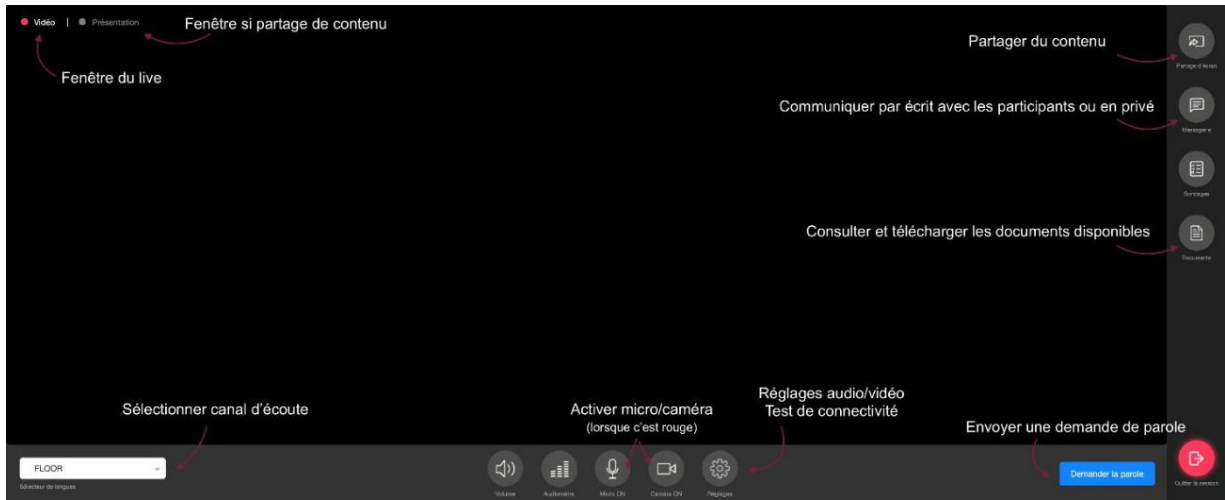 Vidéo | Présentation
Fenêtre si partage de contenu
Fenêtre du live
Partager du contenu
Partage d'écran
Communiquer par écrit avec les participants ou en privé
Messagerie
Sondages
Consulter et télécharger les documents disponibles
Documents
Sélectionner canal d'écoute
Activer micro/caméra
(lorsque c'est rouge)
Réglages audio/vidéo
Test de connectivité
Envoyer une demande de parole
FLOOR
Sélecteur de langues
Volume
Micro ON
Caméra ON
Réglages
Demander la parole
Quitter la session